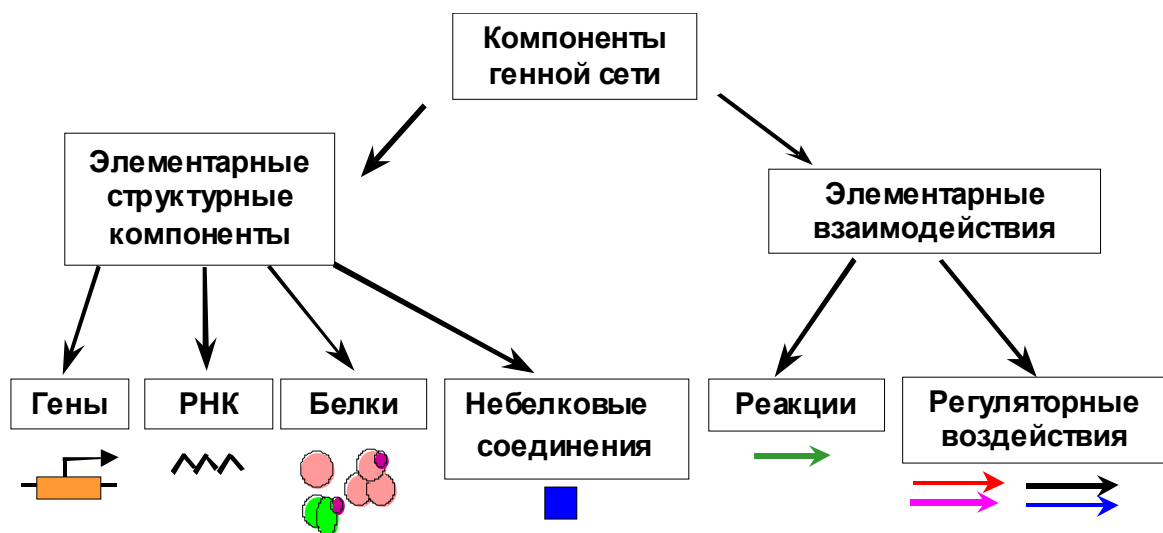 Компоненты
генной сети
Элементарные
структурные
компоненты
Элементарные
взаимодействия
Гены
РНК
Белки
Небелковые
соединения
Реакции
Регуляторные
воздействия